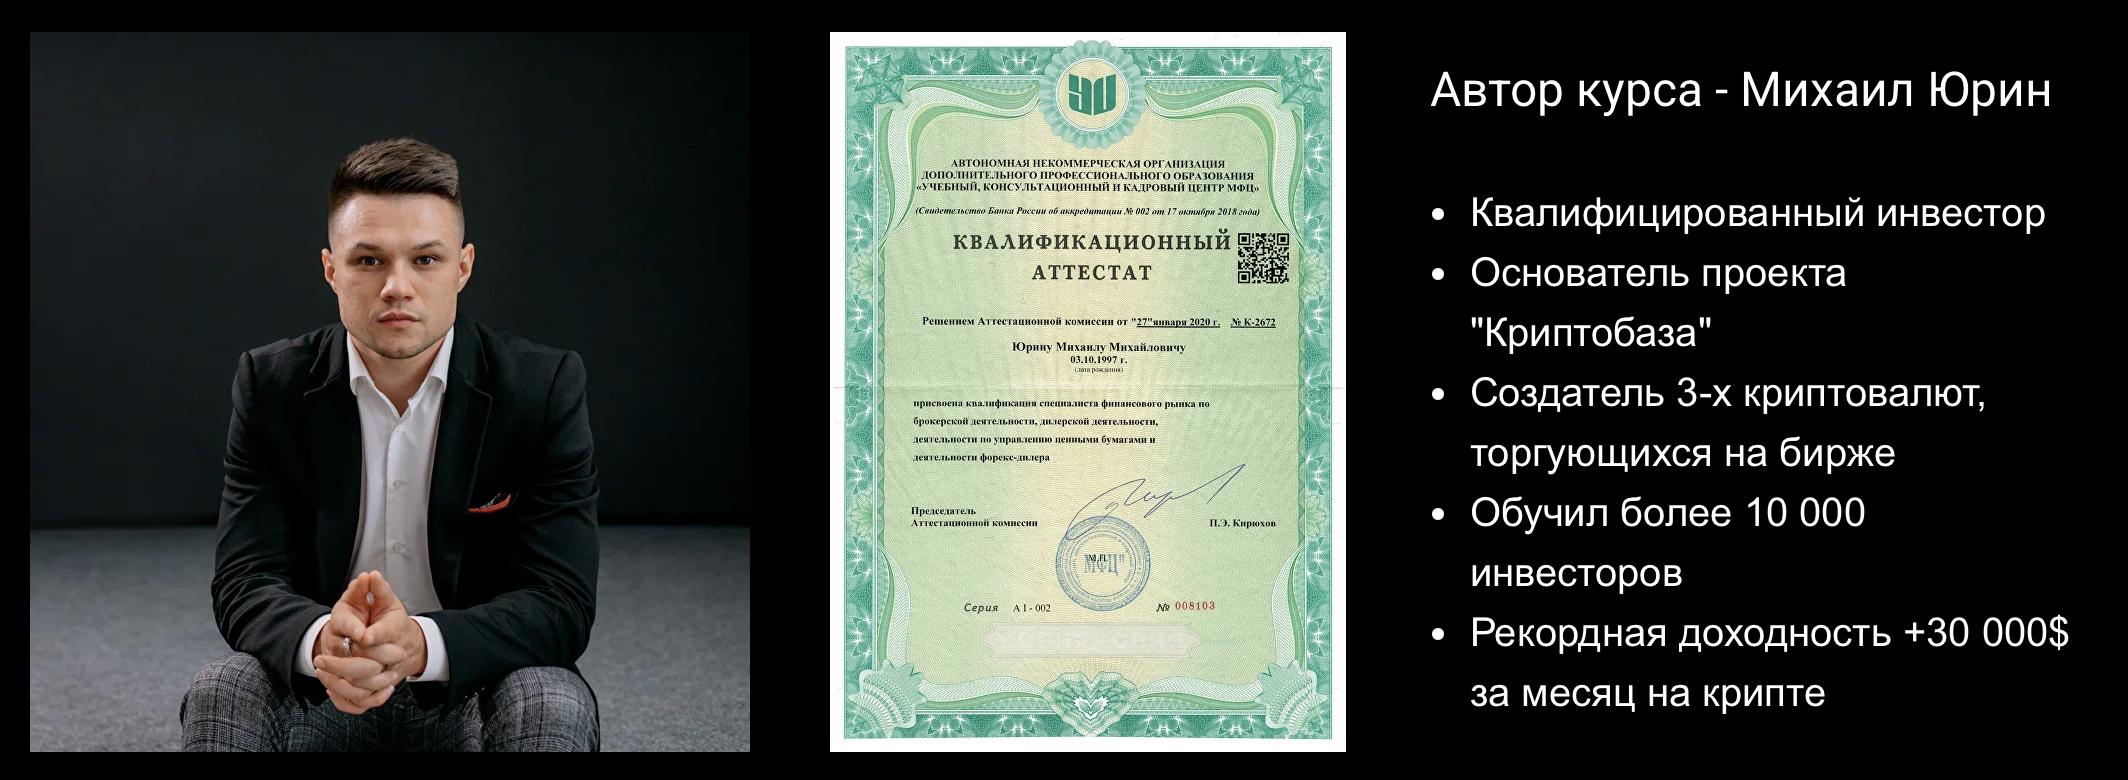 АВТОНОМНАЯ НЕКОММЕРЧЕСКАЯ ОРГАНИЗАЦИЯ
ДОПОЛНИТЕЛЬНОГО ПРОФЕССИОНАЛЬНОГО ОБРАЗОВАНИЯ
«УЧЕБНЫЙ, КОНСУЛЬТАЦИОННЫЙ И КАДРОВЫЙ ЦЕНТР МФЦ»
(Свидетельство Банка России об аккредитации № 002 от 17 октября 2018 года)
КВАЛИФИКАЦИОННЫЙ
АТТЕСТАТ
Решением Аттестационной комиссии от "27"января 2020 г. № К-2672
Юрину Михаилу Михайловичу
03.10.1997 г.
(дата рождения)
присвоена квалификация специалиста финансового рынка по
брокерской деятельности, дилерской деятельности,
деятельности по управлению ценными бумагами и
деятельности форекс-дилера
Председатель
Аттестационной комиссии П.Э. Кирюхов
М.П.
МФЦ"
Серия А I - 002 № 008103
Автор курса - Михаил Юрин
• Квалифицированный инвестор
• Основатель проекта
"Криптобаза"
• Создатель 3-х криптовалют,
торгующихся на бирже
• Обучил более 10 000
инвесторов
• Рекордная доходность +30 000$
за месяц на крипте